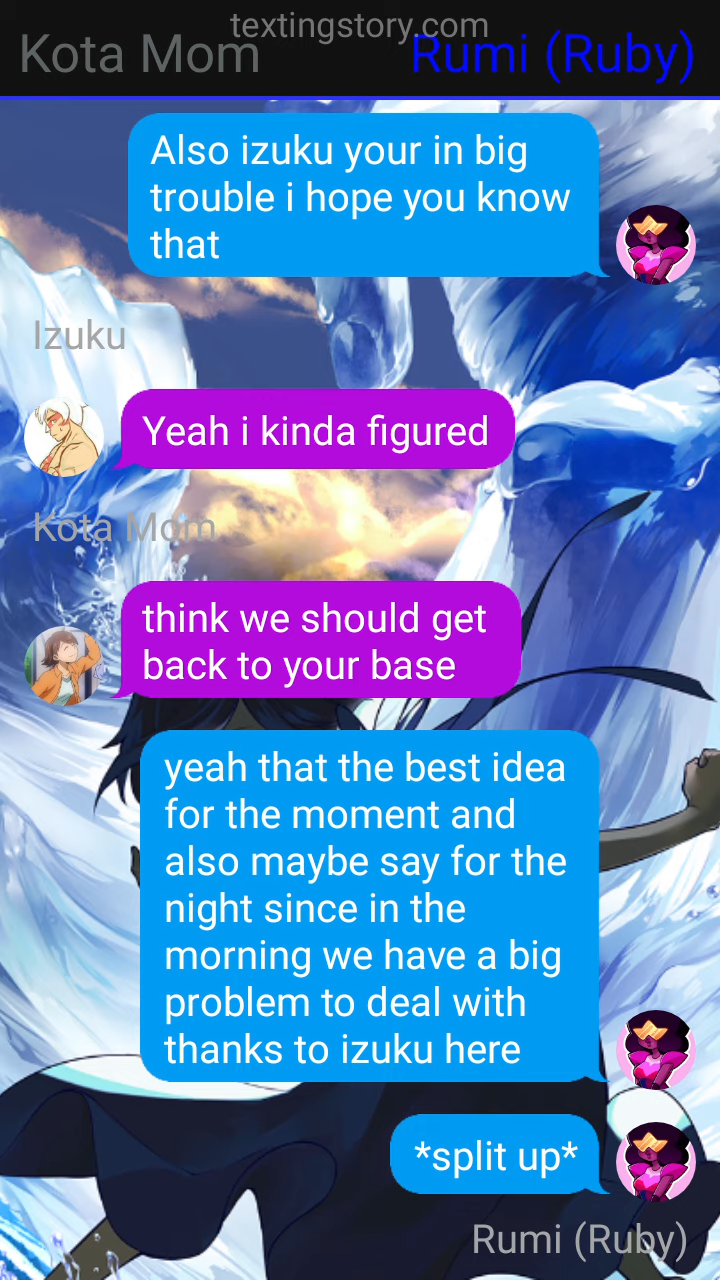 textingstory.com
Kota Mom
Rumi (Ruby)
Also izuku your in big
trouble i hope you know
that
Izuku
Yeah i kinda figured
Kota Mom
think we should get
back to your base
yeah that the best idea
for the moment and
also maybe say for the
night since in the
morning we have a big
problem to deal with
thanks to izuku here
*split up*
Rumi (Ruby)